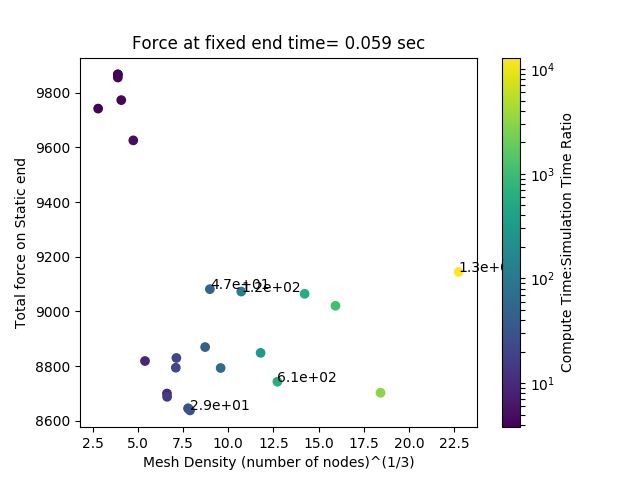 Force at fixed end time= 0.059 sec
Total force on Static end
9800
9600
9400
9200
9000
8800
8600
4.7e+01
1.2e+02
1.3e+
6.1e+02
2.9e+01
2.5 5.0 7.5 10.0 12.5 15.0 17.5 20.0 22.5
Mesh Density (number of nodes)^(1/3)
10^4
10^3
10^2
10^1
Compute Time:Simulation Time Ratio